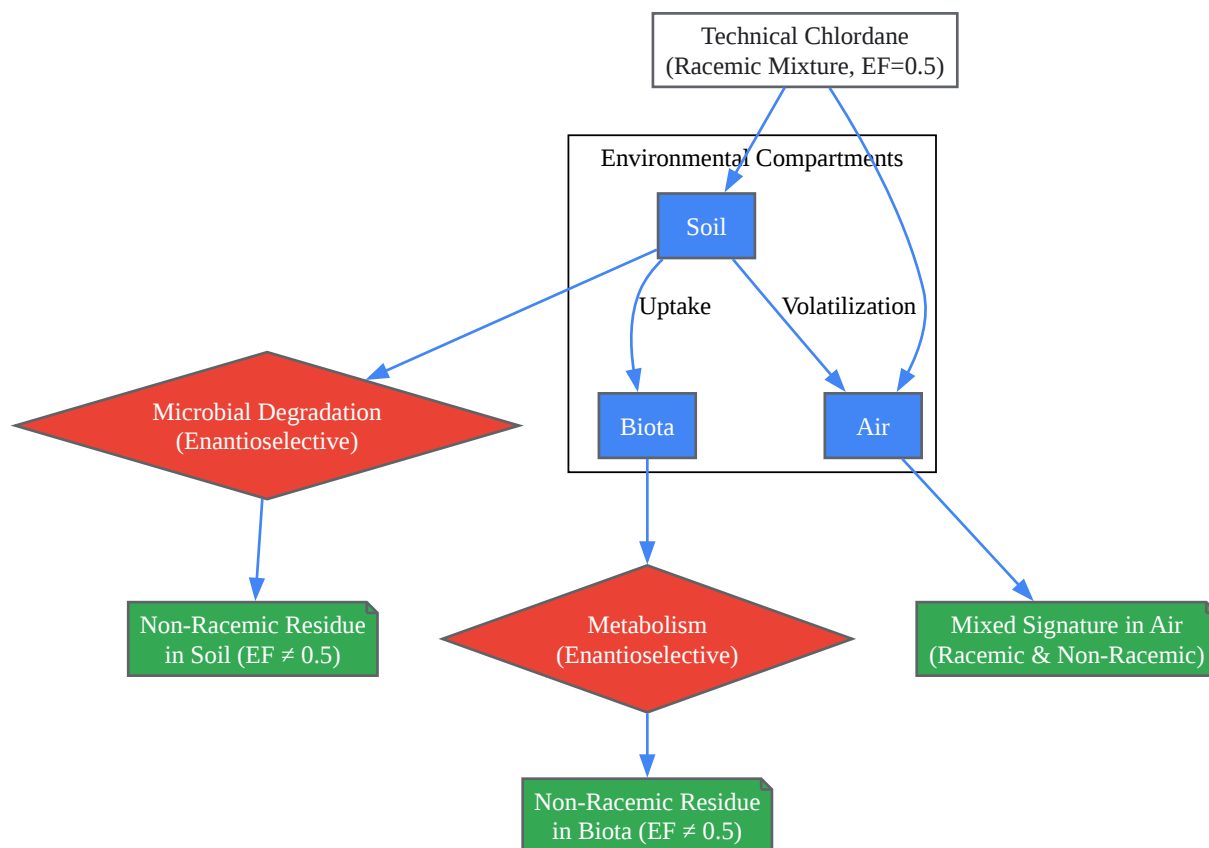 Technical Chlordane
(Racemic Mixture, EF=0.5)
Environmental Compartments
Soil
Uptake
Volatilization
Microbial Degradation
(Enantioselective)
Biota
Air
Non-Racemic Residue
in Soil (EF ≠ 0.5)
Metabolism
(Enantioselective)
Mixed Signature in Air
(Racemic & Non-Racemic)
Non-Racemic Residue
in Biota (EF ≠ 0.5)